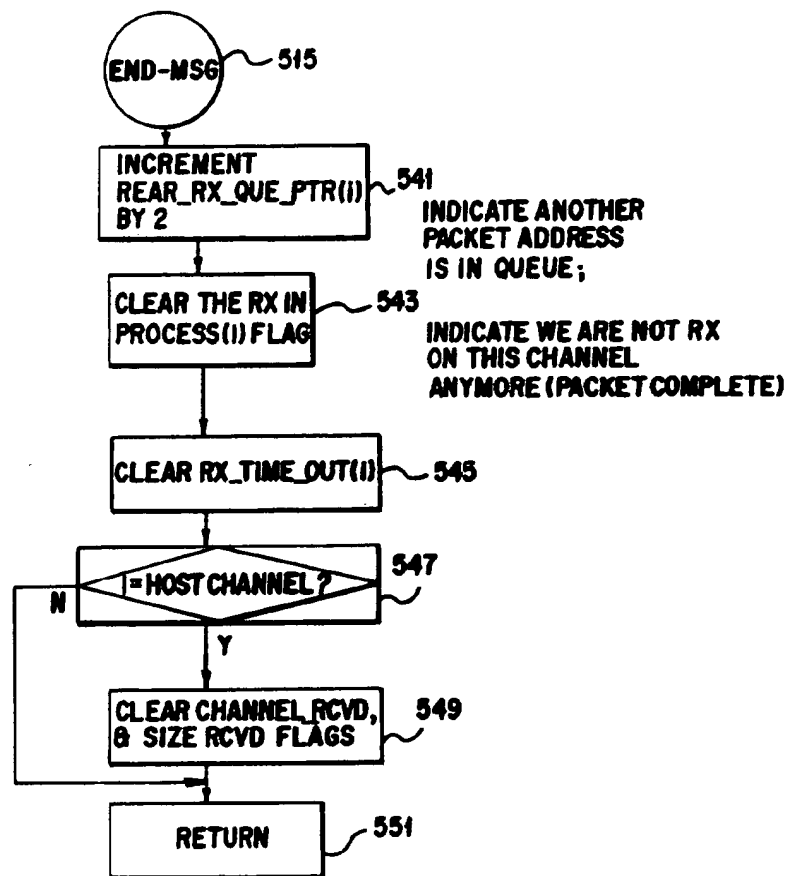 END-MSG
515
INCREMENT
REAR_RX_QUE_PTR(i)
BY 2
541
INDICATE ANOTHER
PACKET ADDRESS
IS IN QUEUE;
CLEAR THE RX IN
PROCESS(I) FLAG
543
INDICATE WE ARE NOT RX
ON THIS CHANNEL
ANYMORE (PACKET COMPLETE)
CLEAR RX_TIME_OUT(I)
545
I = HOST CHANNEL?
547
N
Y
CLEAR CHANNEL_RCVD,
& SIZE RCVD FLAGS
549
RETURN
551